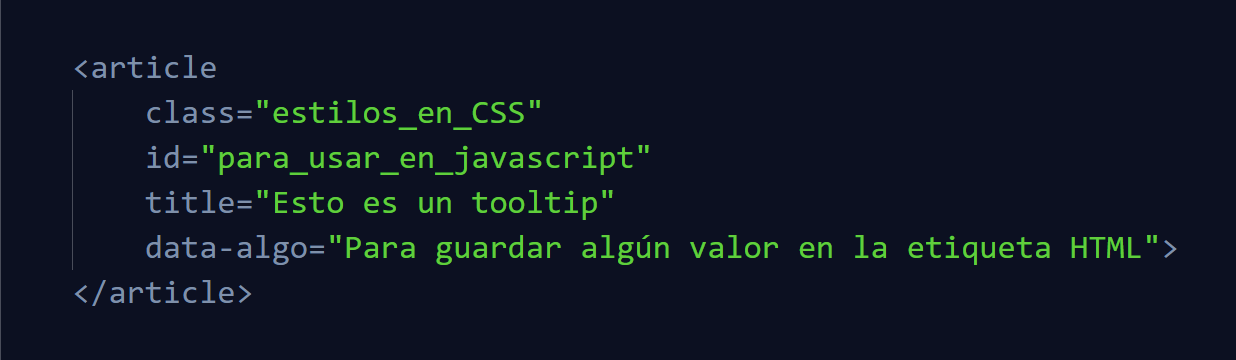 <article
class="estilos_en_CSS"
id="para_usar_en_javascript"
title="Esto es un tooltip"
data-algo="Para guardar algún valor en la etiqueta HTML">
</article>